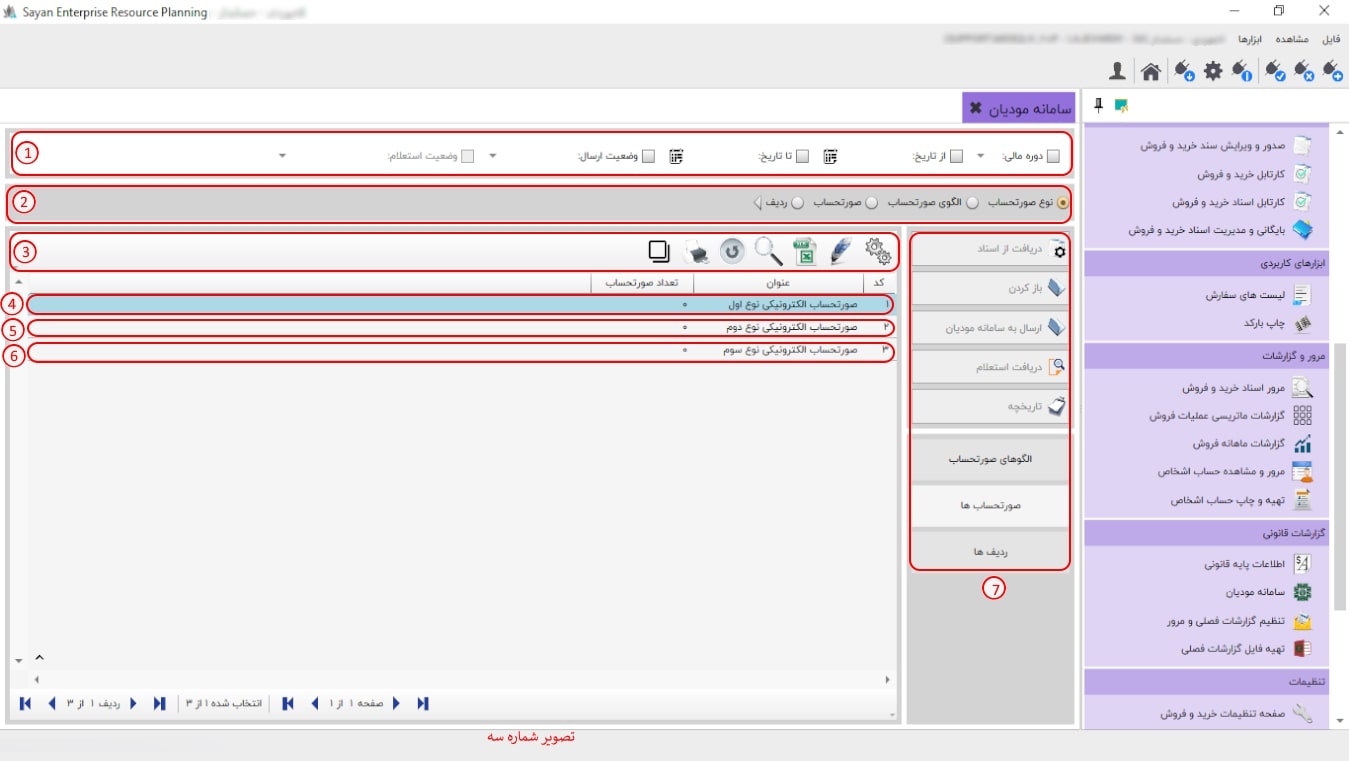 Sayan Enterprise Resource Planning
فایل مشاهده ابزارها
سامانه مودیان
1
دوره مالی: از تاریخ: تا تاریخ: وضعیت ارسال: وضعیت استعلام:
2
نوع صورتحساب الگوی صورتحساب صورتحساب ردیف
3
کد عنوان تعداد صورتحساب
4
۱ صورتحساب الکترونیکی نوع اول ۰
5
۲ صورتحساب الکترونیکی نوع دوم ۰
6
۳ صورتحساب الکترونیکی نوع سوم ۰
صفحه ۱ از ۱ انتخاب شده ۱ از ۳ ردیف ۱ از ۳
دریافت از اسناد
باز کردن
ارسال به سامانه مودیان
دریافت استعلام
تاریخچه
الگوهای صورتحساب
صورتحساب ها
ردیف ها
7
صدور و ویرایش سند خرید و فروش
کارتابل خرید و فروش
کارتابل اسناد خرید و فروش
بایگانی و مدیریت اسناد خرید و فروش
ابزارهای کاربردی
لیست های سفارش
چاپ بارکد
مرور و گزارشات
مرور اسناد خرید و فروش
گزارشات ماتریسی عملیات فروش
گزارشات ماهانه فروش
مرور و مشاهده حساب اشخاص
تهیه و چاپ حساب اشخاص
گزارشات قانونی
اطلاعات پایه قانونی
سامانه مودیان
تنظیم گزارشات فصلی و مرور
تهیه فایل گزارشات فصلی
تنظیمات
صفحه تنظیمات خرید و فروش
تصویر شماره سه